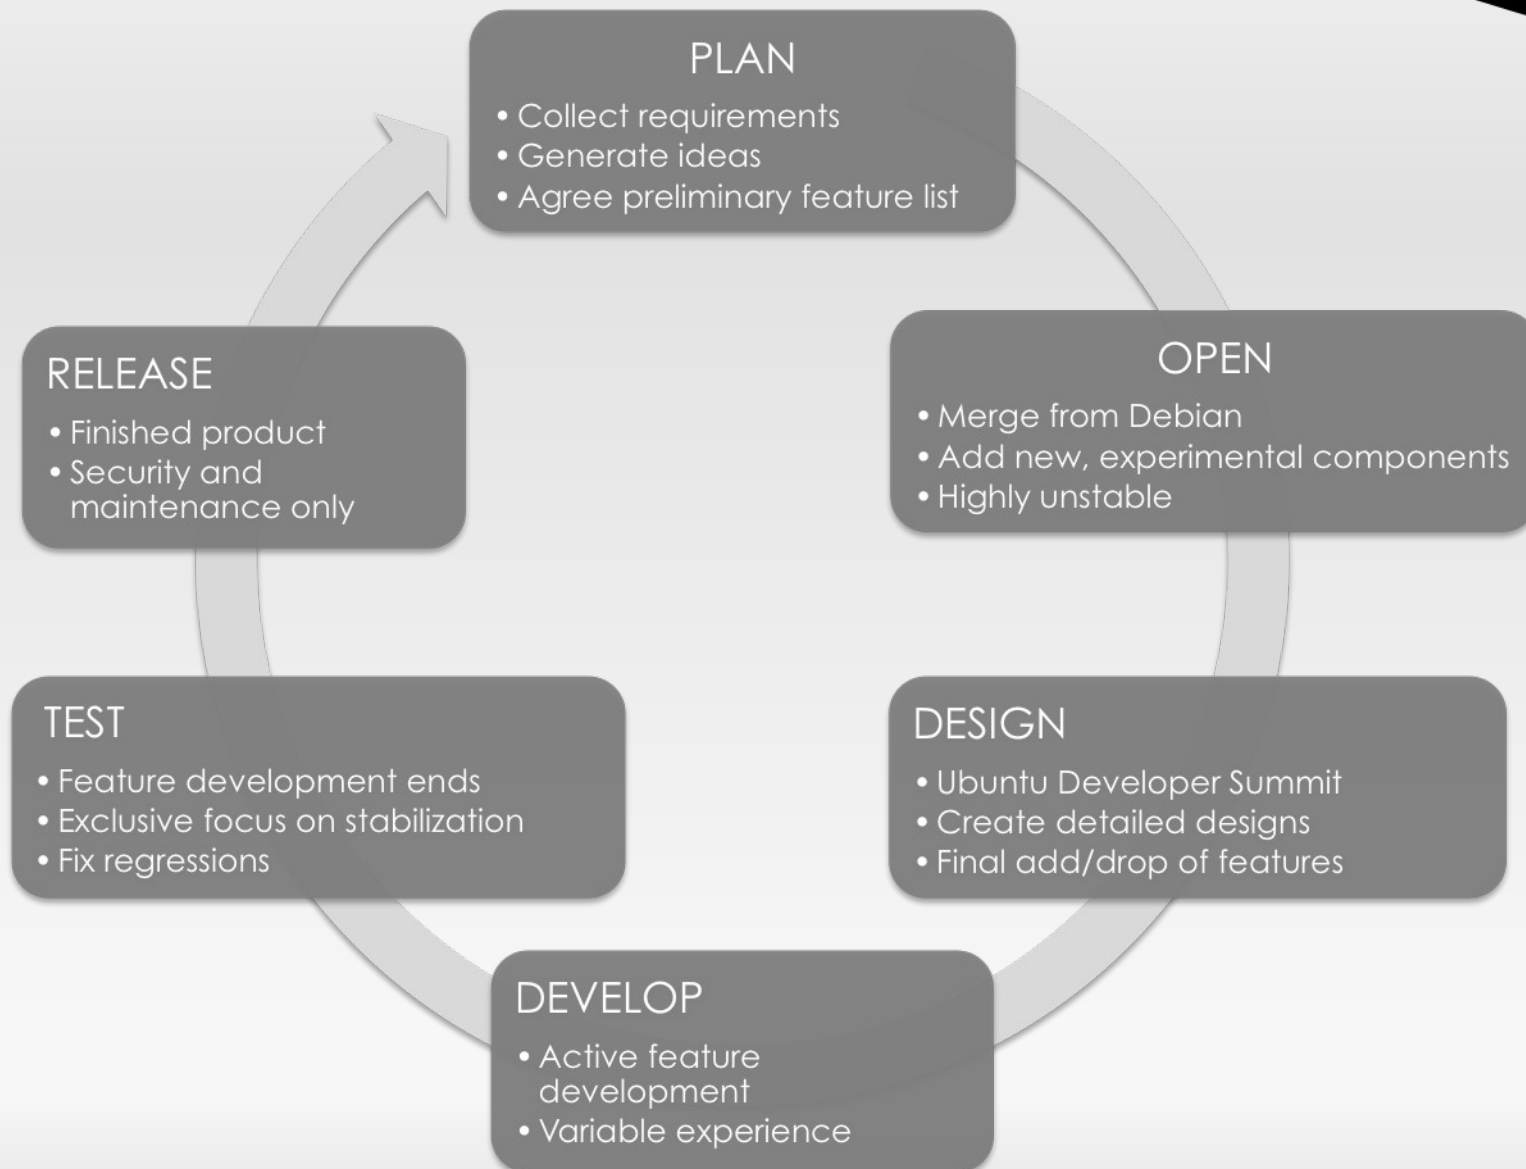 PLAN
• Collect requirements
• Generate ideas
• Agree preliminary feature list
OPEN
• Merge from Debian
• Add new, experimental components
• Highly unstable
DESIGN
• Ubuntu Developer Summit
• Create detailed designs
• Final add/drop of features
DEVELOP
• Active feature
development
• Variable experience
TEST
• Feature development ends
• Exclusive focus on stabilization
• Fix regressions
RELEASE
• Finished product
• Security and
maintenance only